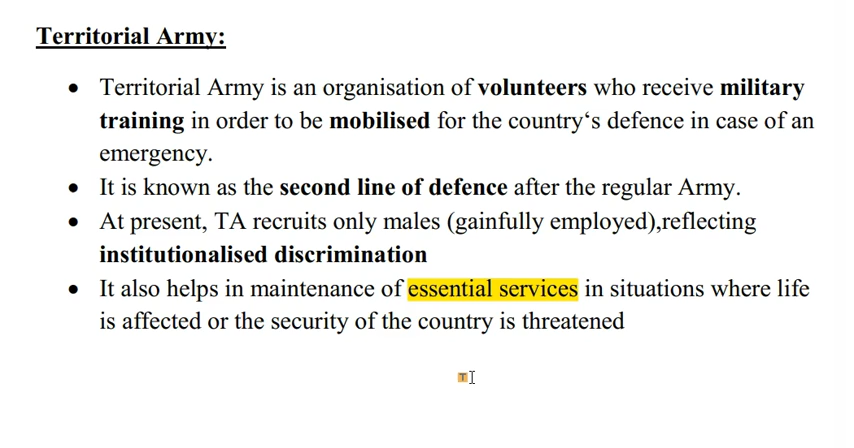 Territorial Army:
• Territorial Army is an organisation of volunteers who receive military
training in order to be mobilised for the country‘s defence in case of an
emergency.
• It is known as the second line of defence after the regular Army.
• At present, TA recruits only males (gainfully employed),reflecting
institutionalised discrimination
• It also helps in maintenance of essential services in situations where life
is affected or the security of the country is threatened
T